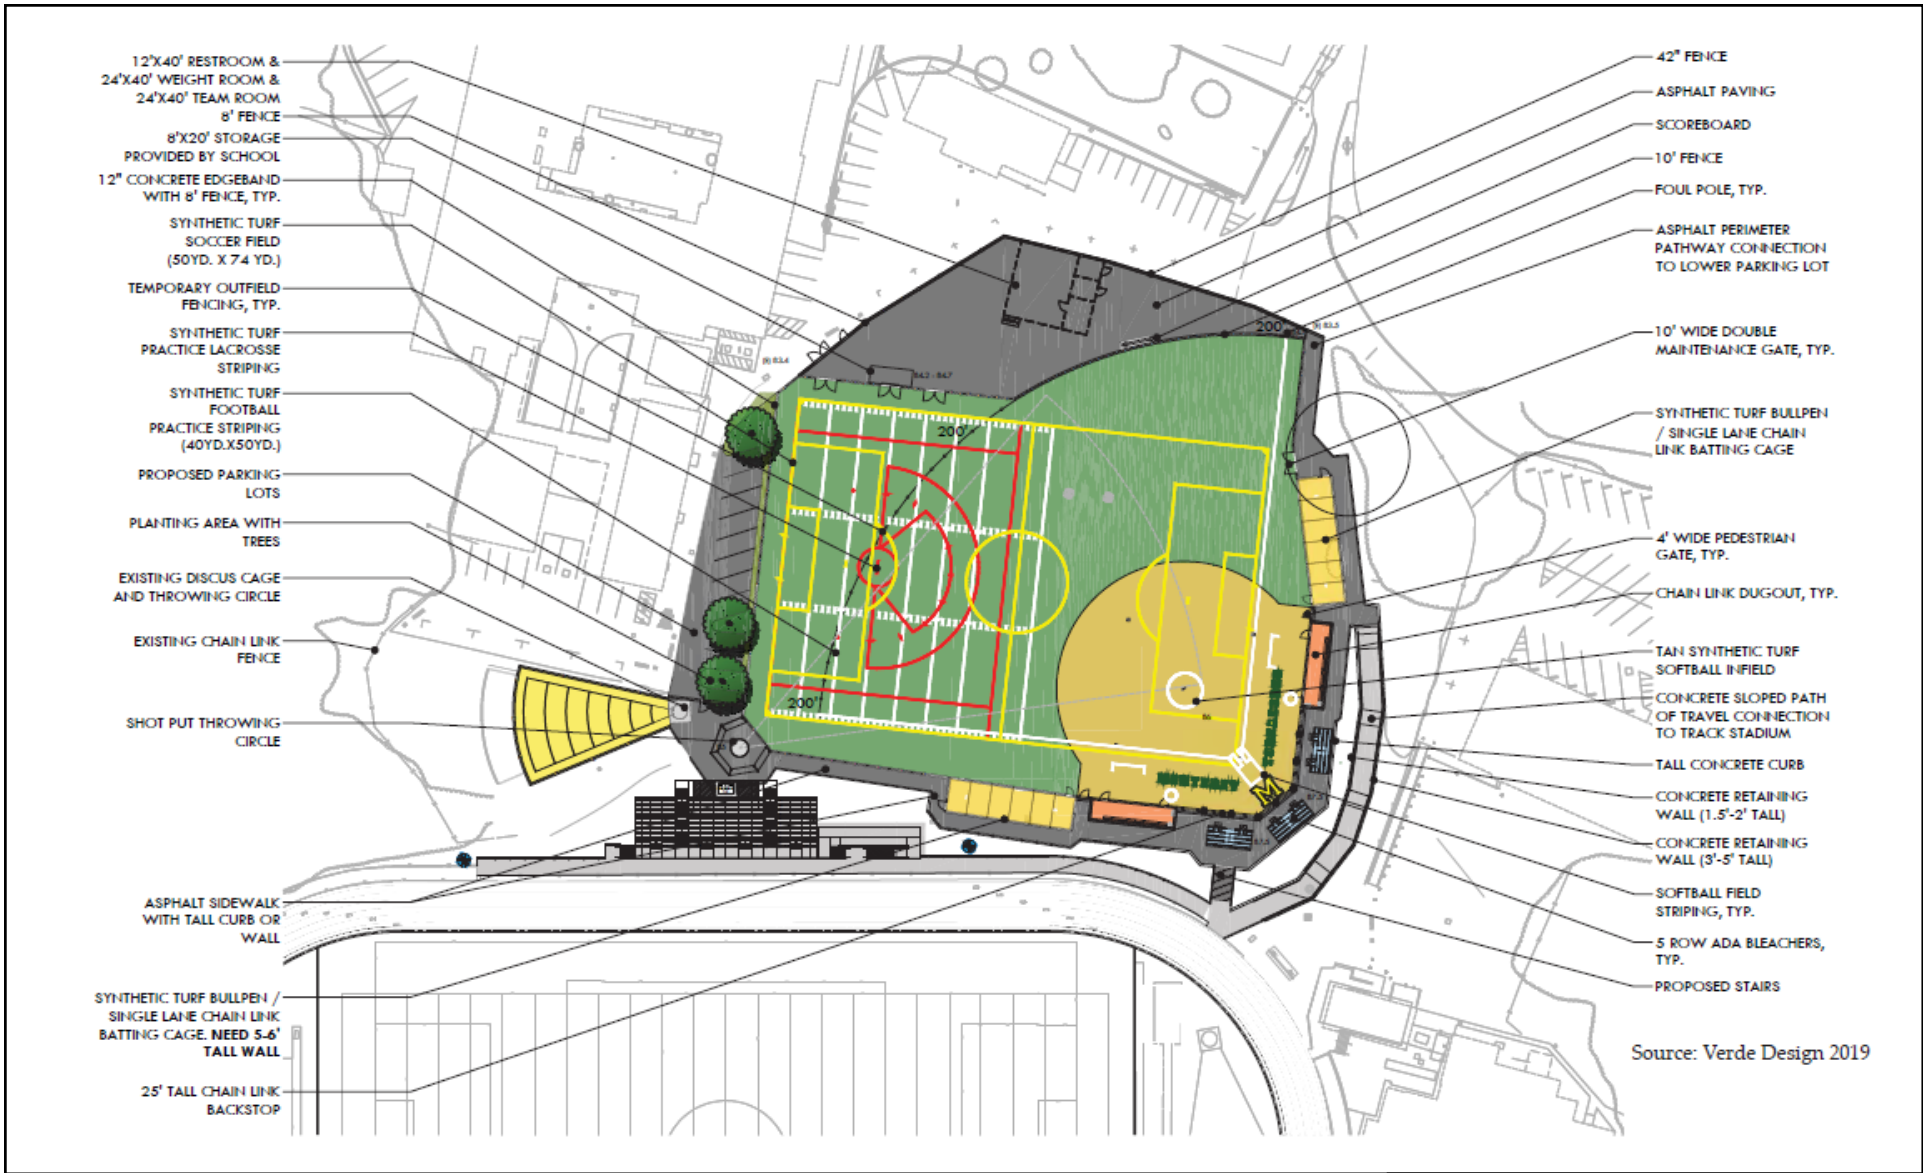 12'X40' RESTROOM &
24'X40' WEIGHT ROOM &
24'X40' TEAM ROOM
8' FENCE
8'X20' STORAGE
PROVIDED BY SCHOOL
12" CONCRETE EDGEBAND
WITH 8' FENCE, TYP.
SYNTHETIC TURF
SOCCER FIELD
(50YD. X 74 YD.)
TEMPORARY OUTFIELD
FENCING, TYP.
SYNTHETIC TURF
PRACTICE LACROSSE
STRIPING
SYNTHETIC TURF
FOOTBALL
PRACTICE STRIPING
(40YD.X50YD.)
PROPOSED PARKING
LOTS
PLANTING AREA WITH
TREES
EXISTING DISCUS CAGE
AND THROWING CIRCLE
EXISTING CHAIN LINK
FENCE
SHOT PUT THROWING
CIRCLE
ASPHALT SIDEWALK
WITH TALL CURB OR
WALL
SYNTHETIC TURF BULLPEN /
SINGLE LANE CHAIN LINK
BATTING CAGE. NEED 5-6'
TALL WALL
25' TALL CHAIN LINK
BACKSTOP
200'
200'
200'
MONTEREY
M
42" FENCE
ASPHALT PAVING
SCOREBOARD
10' FENCE
FOUL POLE, TYP.
ASPHALT PERIMETER
PATHWAY CONNECTION
TO LOWER PARKING LOT
10' WIDE DOUBLE
MAINTENANCE GATE, TYP.
SYNTHETIC TURF BULLPEN
/ SINGLE LANE CHAIN
LINK BATTING CAGE
4' WIDE PEDESTRIAN
GATE, TYP.
CHAIN LINK DUGOUT, TYP.
TAN SYNTHETIC TURF
SOFTBALL INFIELD
CONCRETE SLOPED PATH
OF TRAVEL CONNECTION
TO TRACK STADIUM
TALL CONCRETE CURB
CONCRETE RETAINING
WALL (1.5'-2' TALL)
CONCRETE RETAINING
WALL (3'-5' TALL)
SOFTBALL FIELD
STRIPING, TYP.
5 ROW ADA BLEACHERS,
TYP.
PROPOSED STAIRS
Source: Verde Design 2019